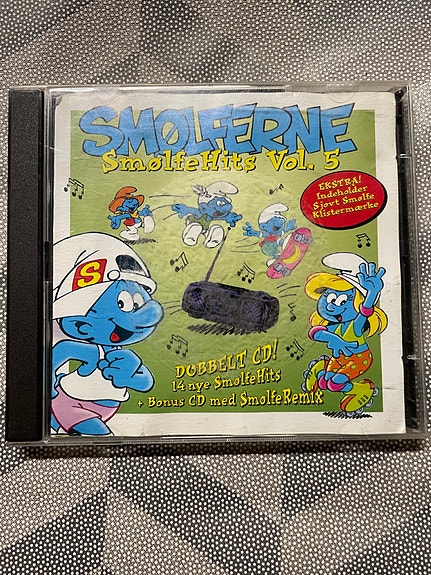 SMØLFERNE
SmølfeHits Vol. 5
EKSTRA!
Indeholder
Sjovt Smølfe
Klistermærke
S
DOBBELT CD!
14 nye SmølfeHits
+ Bonus CD med SmølfeRemix